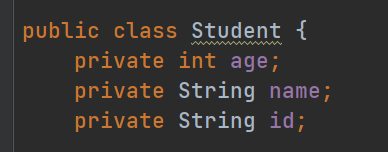 public class Student {
    private int age;
    private String name;
    private String id;